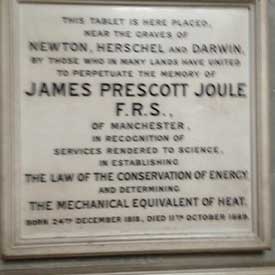 THIS TABLET IS HERE PLACED,
NEAR THE GRAVES OF
NEWTON, HERSCHEL AND DARWIN,
BY THOSE WHO IN MANY LANDS HAVE UNITED
TO PERPETUATE THE MEMORY OF
JAMES PRESCOTT JOULE
F.R.S.,
OF MANCHESTER,
IN RECOGNITION OF
SERVICES RENDERED TO SCIENCE,
IN ESTABLISHING
THE LAW OF THE CONSERVATION OF ENERGY
AND DETERMINING
THE MECHANICAL EQUIVALENT OF HEAT.
BORN 24TH DECEMBER 1818, DIED 11TH OCTOBER 1889.